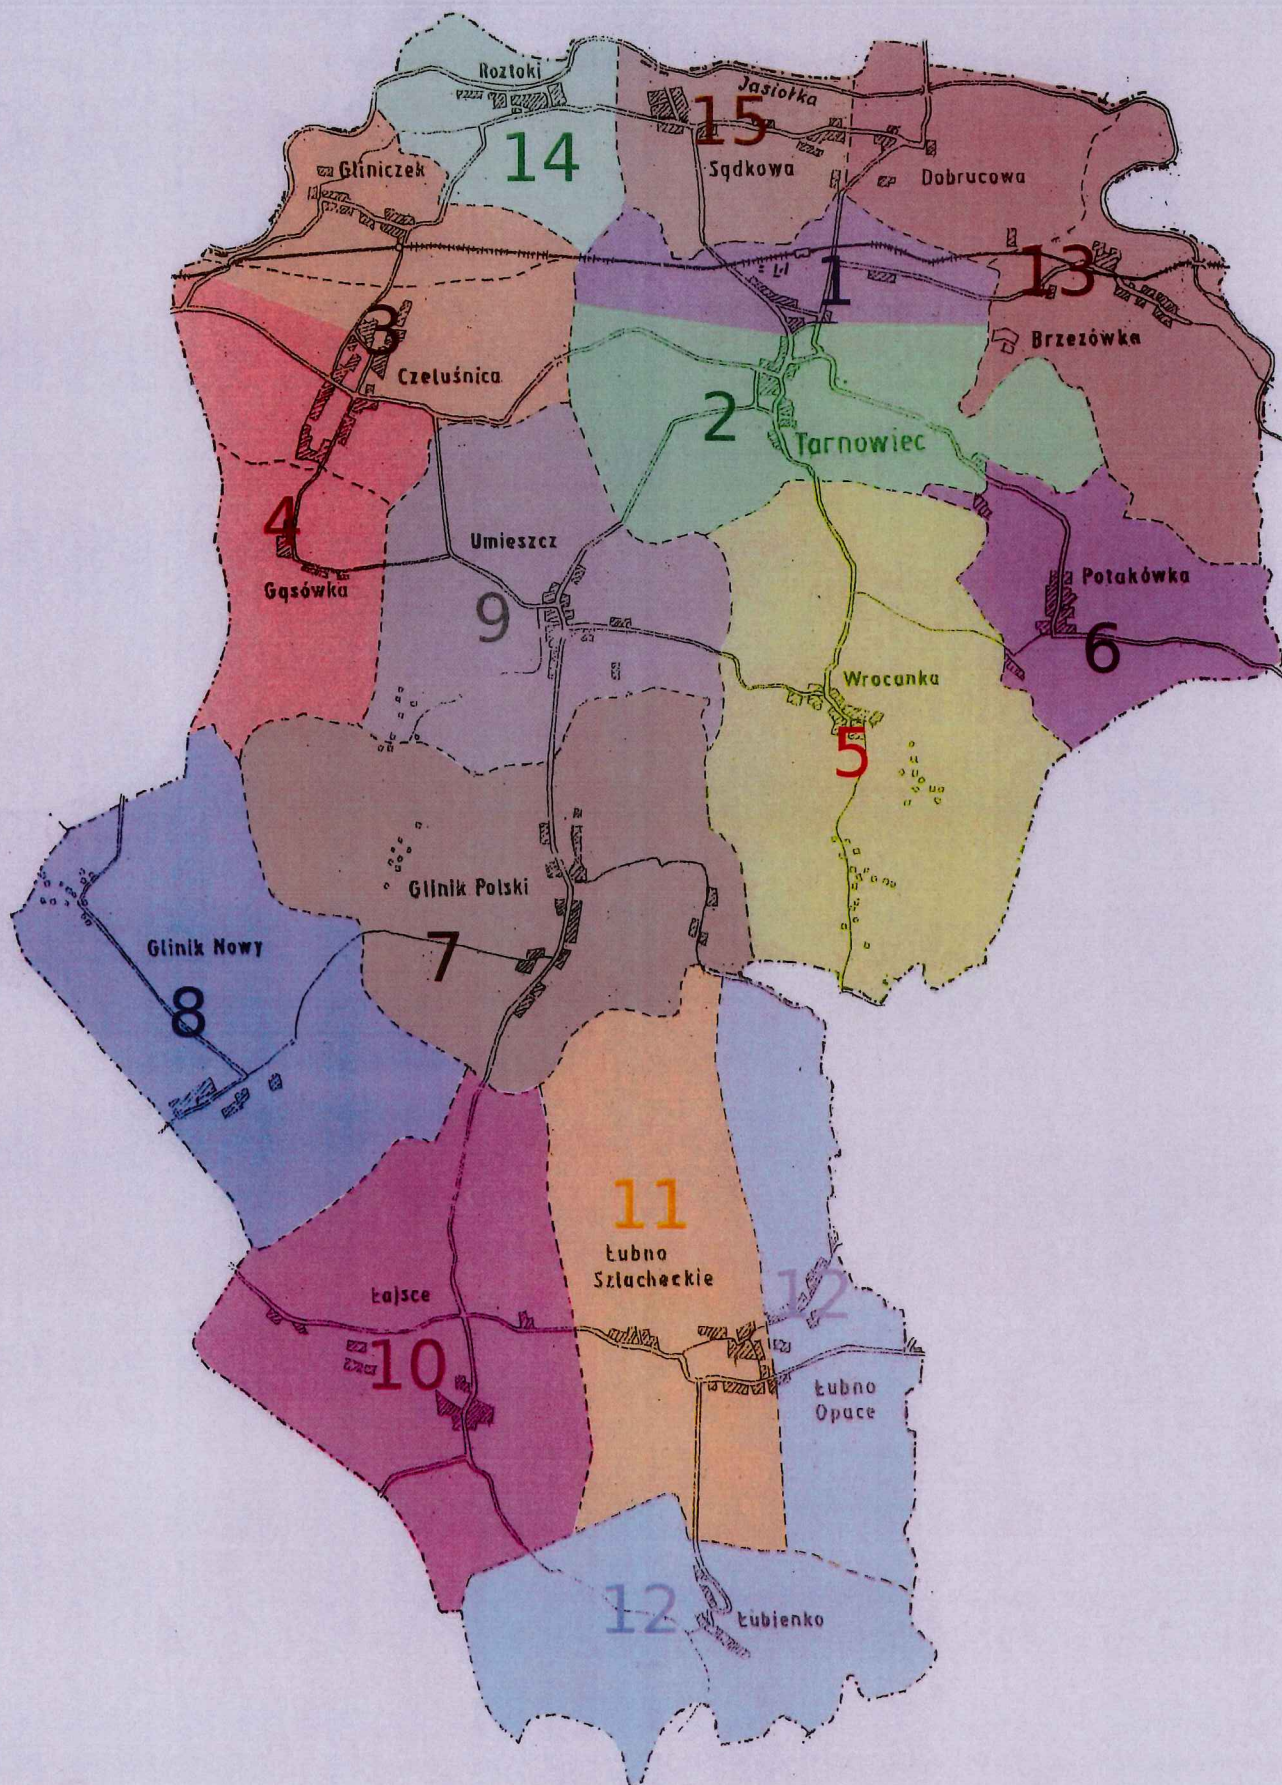 Roztoki
Jasiołka
15
14
Gliniczek
Sądkowa
Dobrucowa
13
1
3
Brzezówka
Czeluśnica
2
Tarnowiec
4
Umieszcz
Gąsówka
Potakówka
9
6
Wrocanka
5
Glinik Polski
Glinik Nowy
7
8
11
Łubno
Szlacheckie
Łajsce
12
10
Łubno
Opace
12
Łubienko